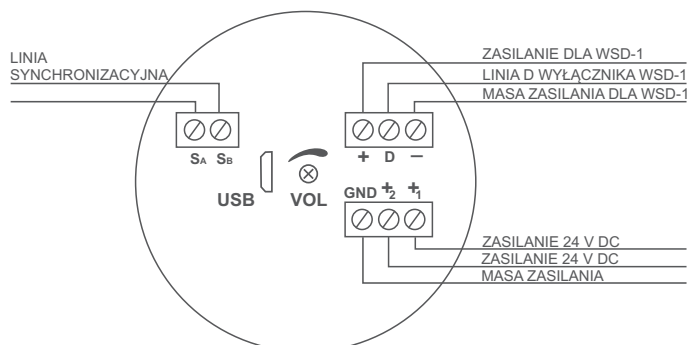 LINIA
SYNCHRONIZACYJNA
ZASILANIE DLA WSD-1
LINIA D WYŁĄCZNIKA WSD-1
MASA ZASILANIA DLA WSD-1
SA SB
+ D −
USB
VOL
GND +2 +1
ZASILANIE 24 V DC
ZASILANIE 24 V DC
MASA ZASILANIA